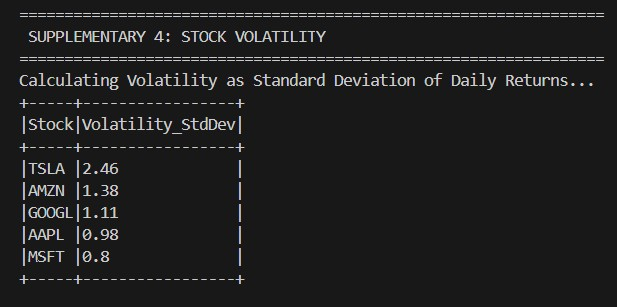 =================================================================
SUPPLEMENTARY 4: STOCK VOLATILITY
=================================================================
Calculating Volatility as Standard Deviation of Daily Returns...
+-----+-----------------+
|Stock|Volatility_StdDev|
+-----+-----------------+
|TSLA |2.46             |
|AMZN |1.38             |
|GOOGL|1.11             |
|AAPL |0.98             |
|MSFT |0.8              |
+-----+-----------------+